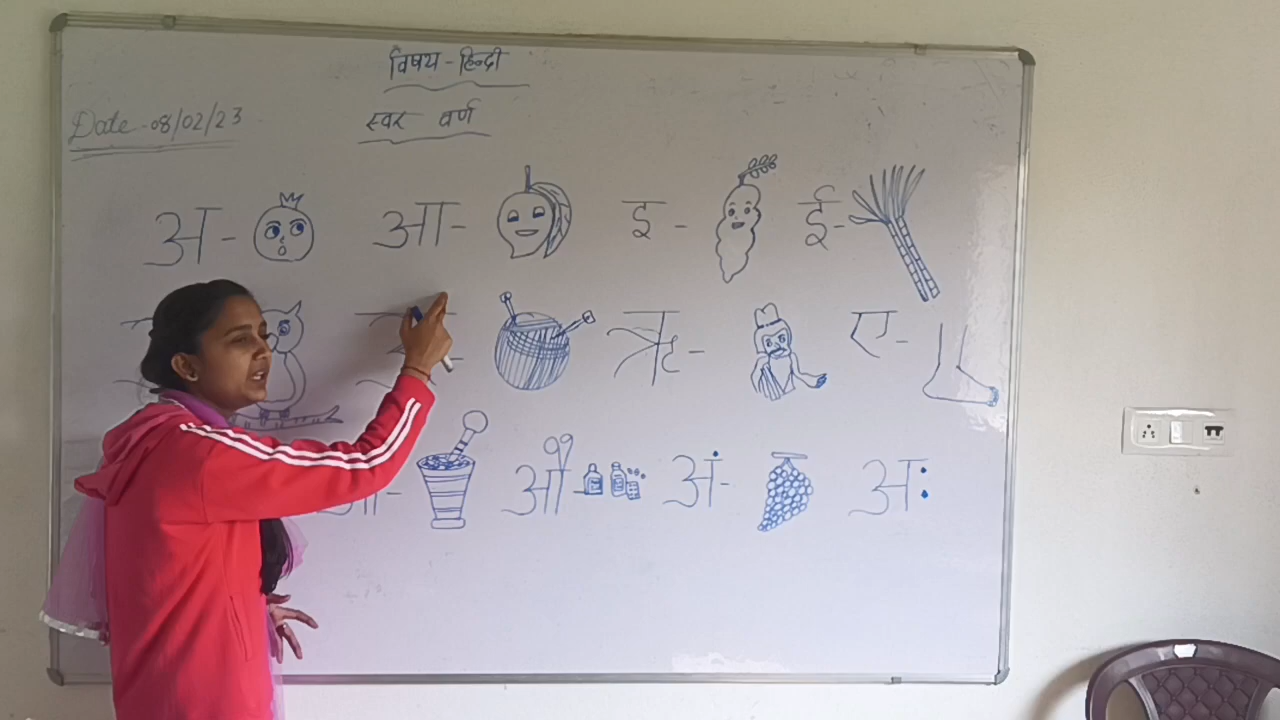 विषय - हिन्दी
Date - 08/02/23
स्वर वर्ण
अ - आ - इ - ई -
ऋ - ए -
औ - अं - अः